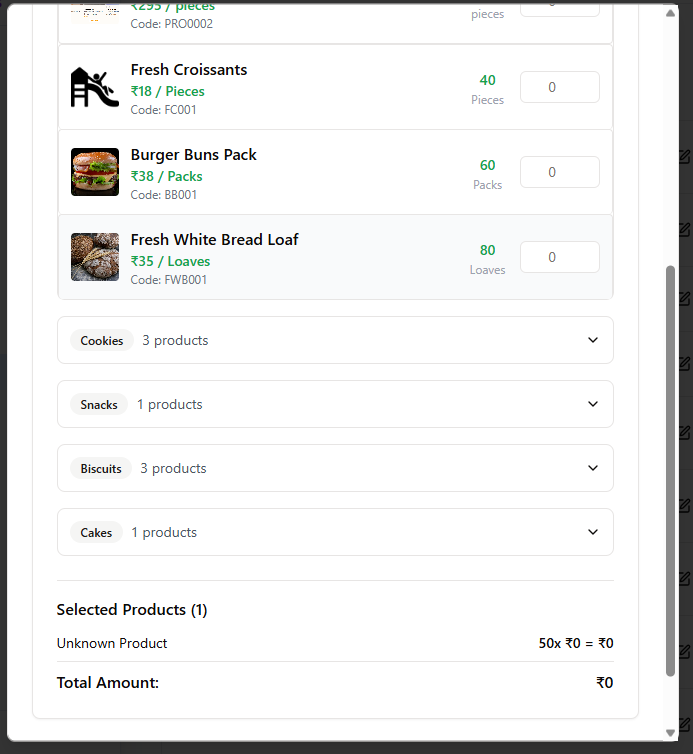 ₹295 / pieces
Code: PRO0002
pieces
Fresh Croissants
₹18 / Pieces
Code: FC001
40
Pieces
0
Burger Buns Pack
₹38 / Packs
Code: BB001
60
Packs
0
Fresh White Bread Loaf
₹35 / Loaves
Code: FWB001
80
Loaves
0
Cookies 3 products
Snacks 1 products
Biscuits 3 products
Cakes 1 products
Selected Products (1)
Unknown Product 50x ₹0 = ₹0
Total Amount: ₹0